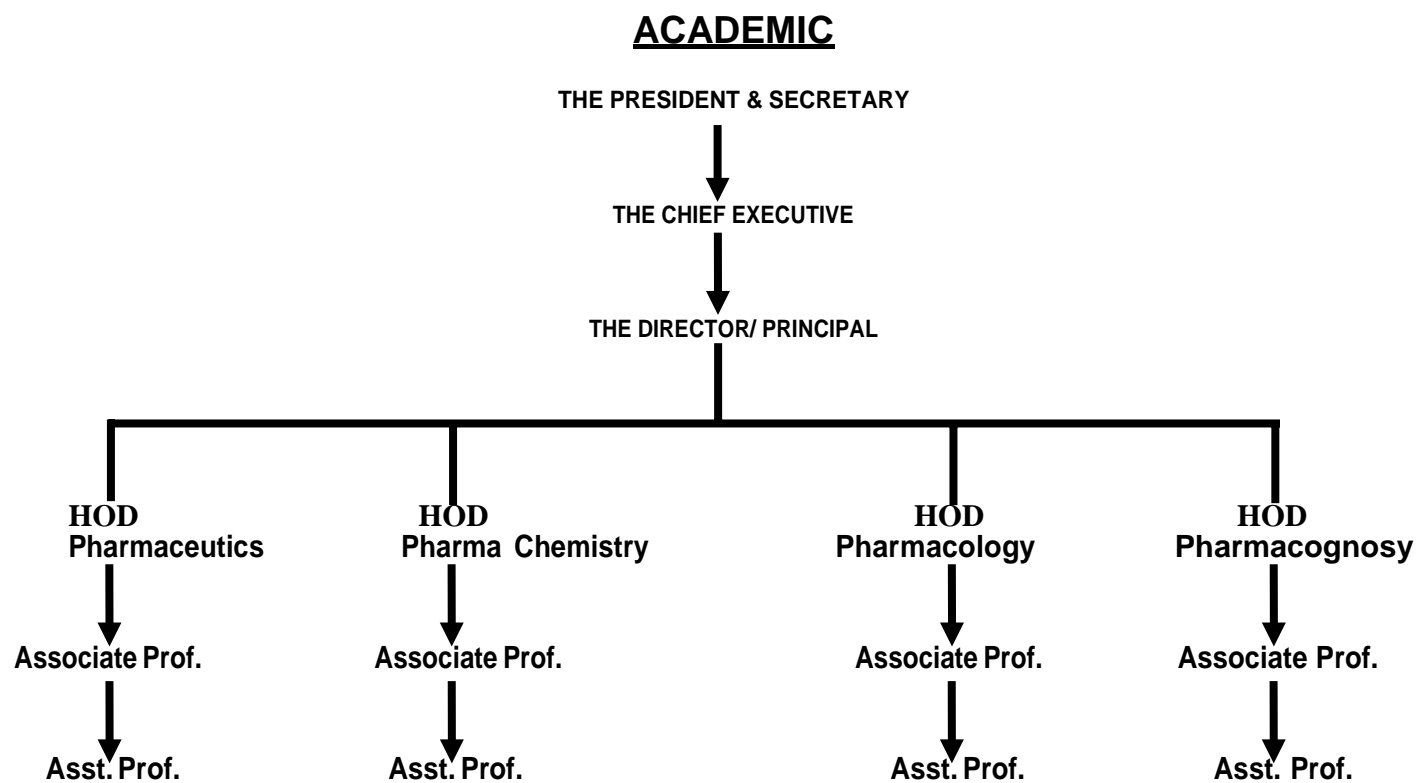 ACADEMIC
THE PRESIDENT & SECRETARY
THE CHIEF EXECUTIVE
THE DIRECTOR/ PRINCIPAL
HOD
Pharmaceutics
HOD
Pharma Chemistry
HOD
Pharmacology
HOD
Pharmacognosy
Associate Prof.
Associate Prof.
Associate Prof.
Associate Prof.
Asst. Prof.
Asst. Prof.
Asst. Prof.
Asst. Prof.